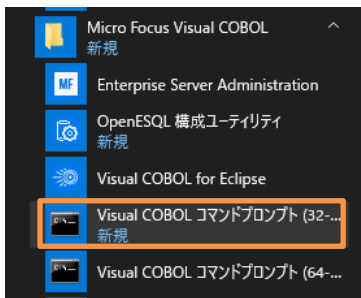 Micro Focus Visual COBOL
新規
MF
Enterprise Server Administration
OpenESQL 構成ユーティリティ
新規
Visual COBOL for Eclipse
Visual COBOL コマンドプロンプト (32-...
新規
Visual COBOL コマンドプロンプト (64-...